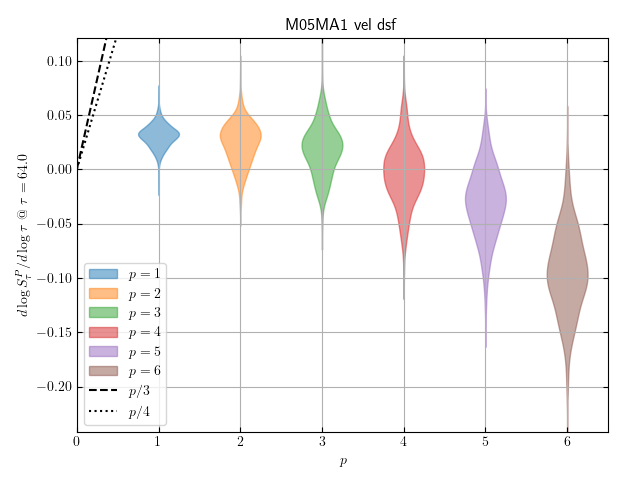 M05MA1 vel dsf
d log S_τ^P / d log τ @ τ = 64.0
0.10
0.05
0.00
−0.05
−0.10
−0.15
−0.20
p = 1
p = 2
p = 3
p = 4
p = 5
p = 6
p/3
p/4
0 1 2 3 4 5 6
p